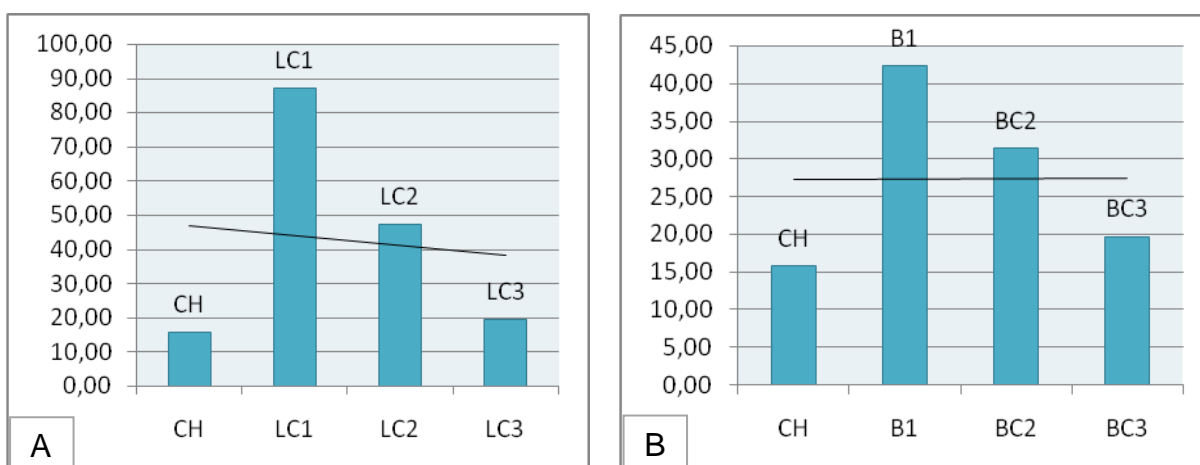 100,00
90,00
80,00
70,00
60,00
50,00
40,00
30,00
20,00
10,00
0,00
LC1
LC2
CH
LC3
CH LC1 LC2 LC3
A
45,00
40,00
35,00
30,00
25,00
20,00
15,00
10,00
5,00
0,00
B1
BC2
BC3
CH
CH B1 BC2 BC3
B